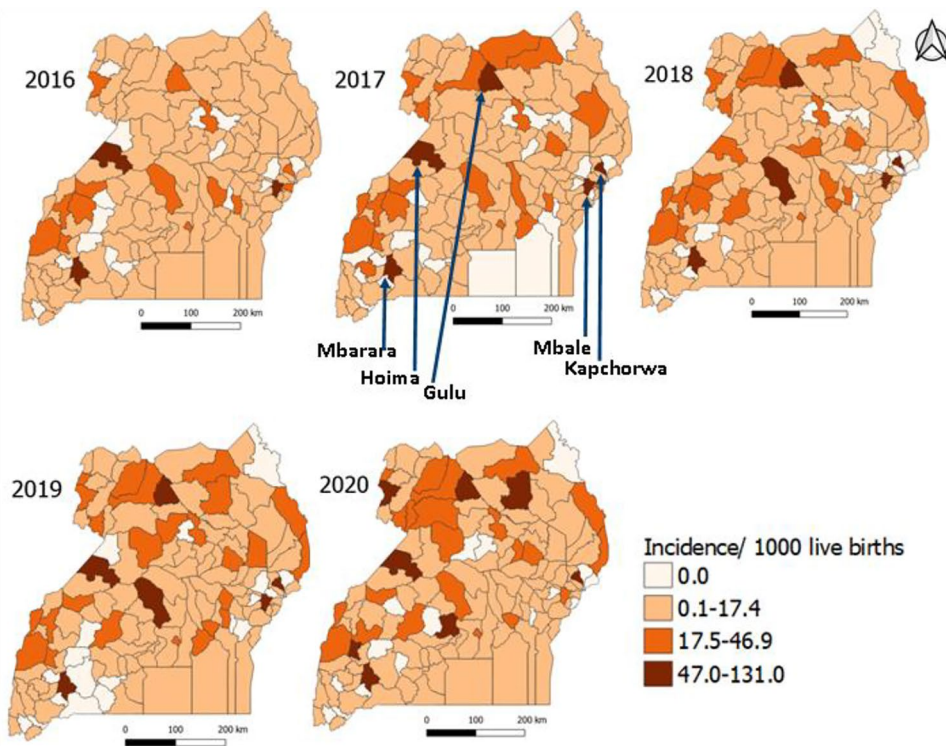 2016
2017
2018
0 100 200 km
0 100 200 km
0 100 200 km
Mbarara
Hoima
Gulu
Mbale
Kapchorwa
2019
2020
0 100 200 km
0 100 200 km
Incidence/ 1000 live births
0.0
0.1-17.4
17.5-46.9
47.0-131.0